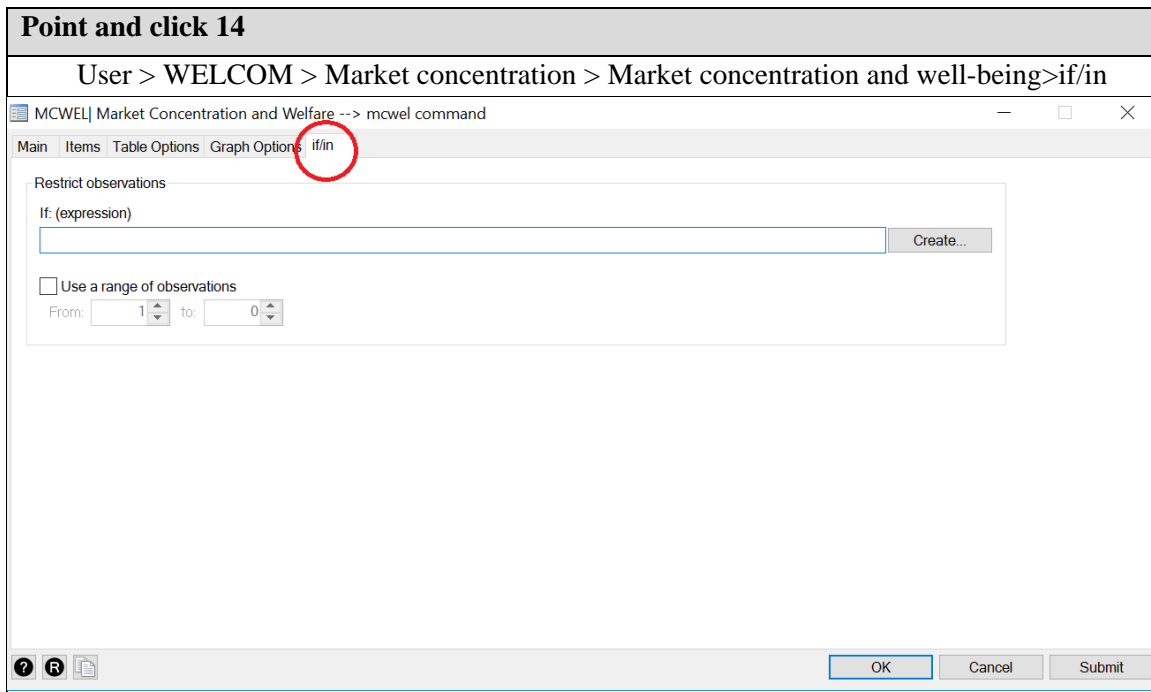 Point and click 14
User > WELCOM > Market concentration > Market concentration and well-being>if/in
MCWEL| Market Concentration and Welfare --> mcwel command
Main Items Table Options Graph Options if/in
Restrict observations
If: (expression)
Create...
Use a range of observations
From: 1 to: 0
? R
OK Cancel Submit